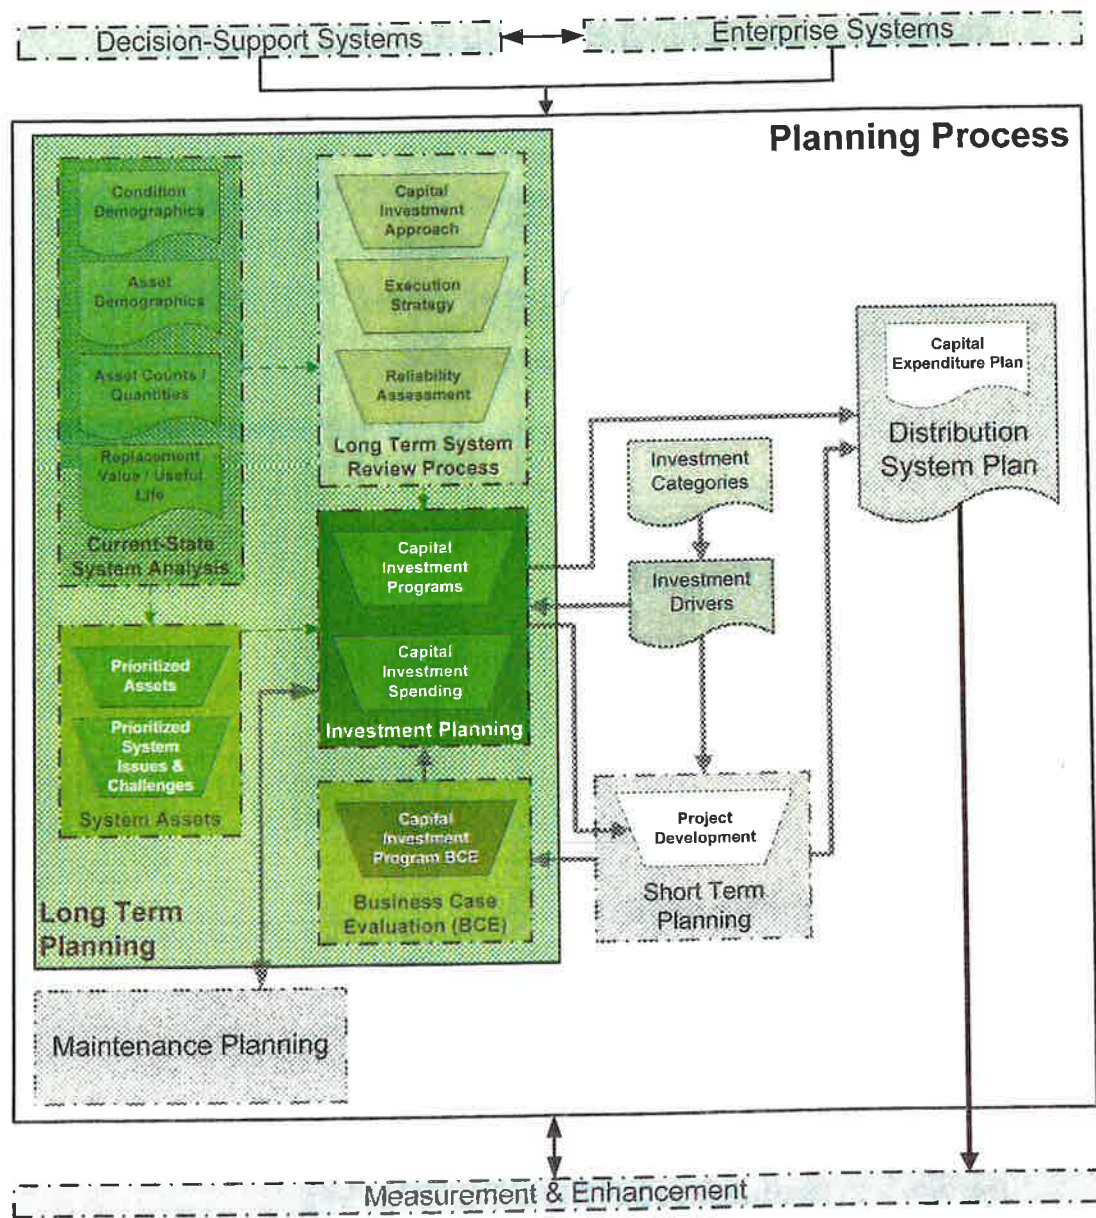 Decision-Support Systems
Enterprise Systems
Planning Process
Condition
Demographics
Asset
Demographics
Asset Counts /
Quantities
Replacement
Value / Useful
Life
Current-State
System Analysis
Capital
Investment
Approach
Execution
Strategy
Reliability
Assessment
Long Term System
Review Process
Capital
Expenditure Plan
Distribution
System Plan
Investment
Categories
Investment
Drivers
Capital
Investment
Programs
Capital
Investment
Spending
Investment Planning
Prioritized
Assets
Prioritized
System
Issues &
Challenges
System Assets
Capital
Investment
Program BCE
Business Case
Evaluation (BCE)
Project
Development
Short Term
Planning
Long Term
Planning
Maintenance Planning
Measurement & Enhancement